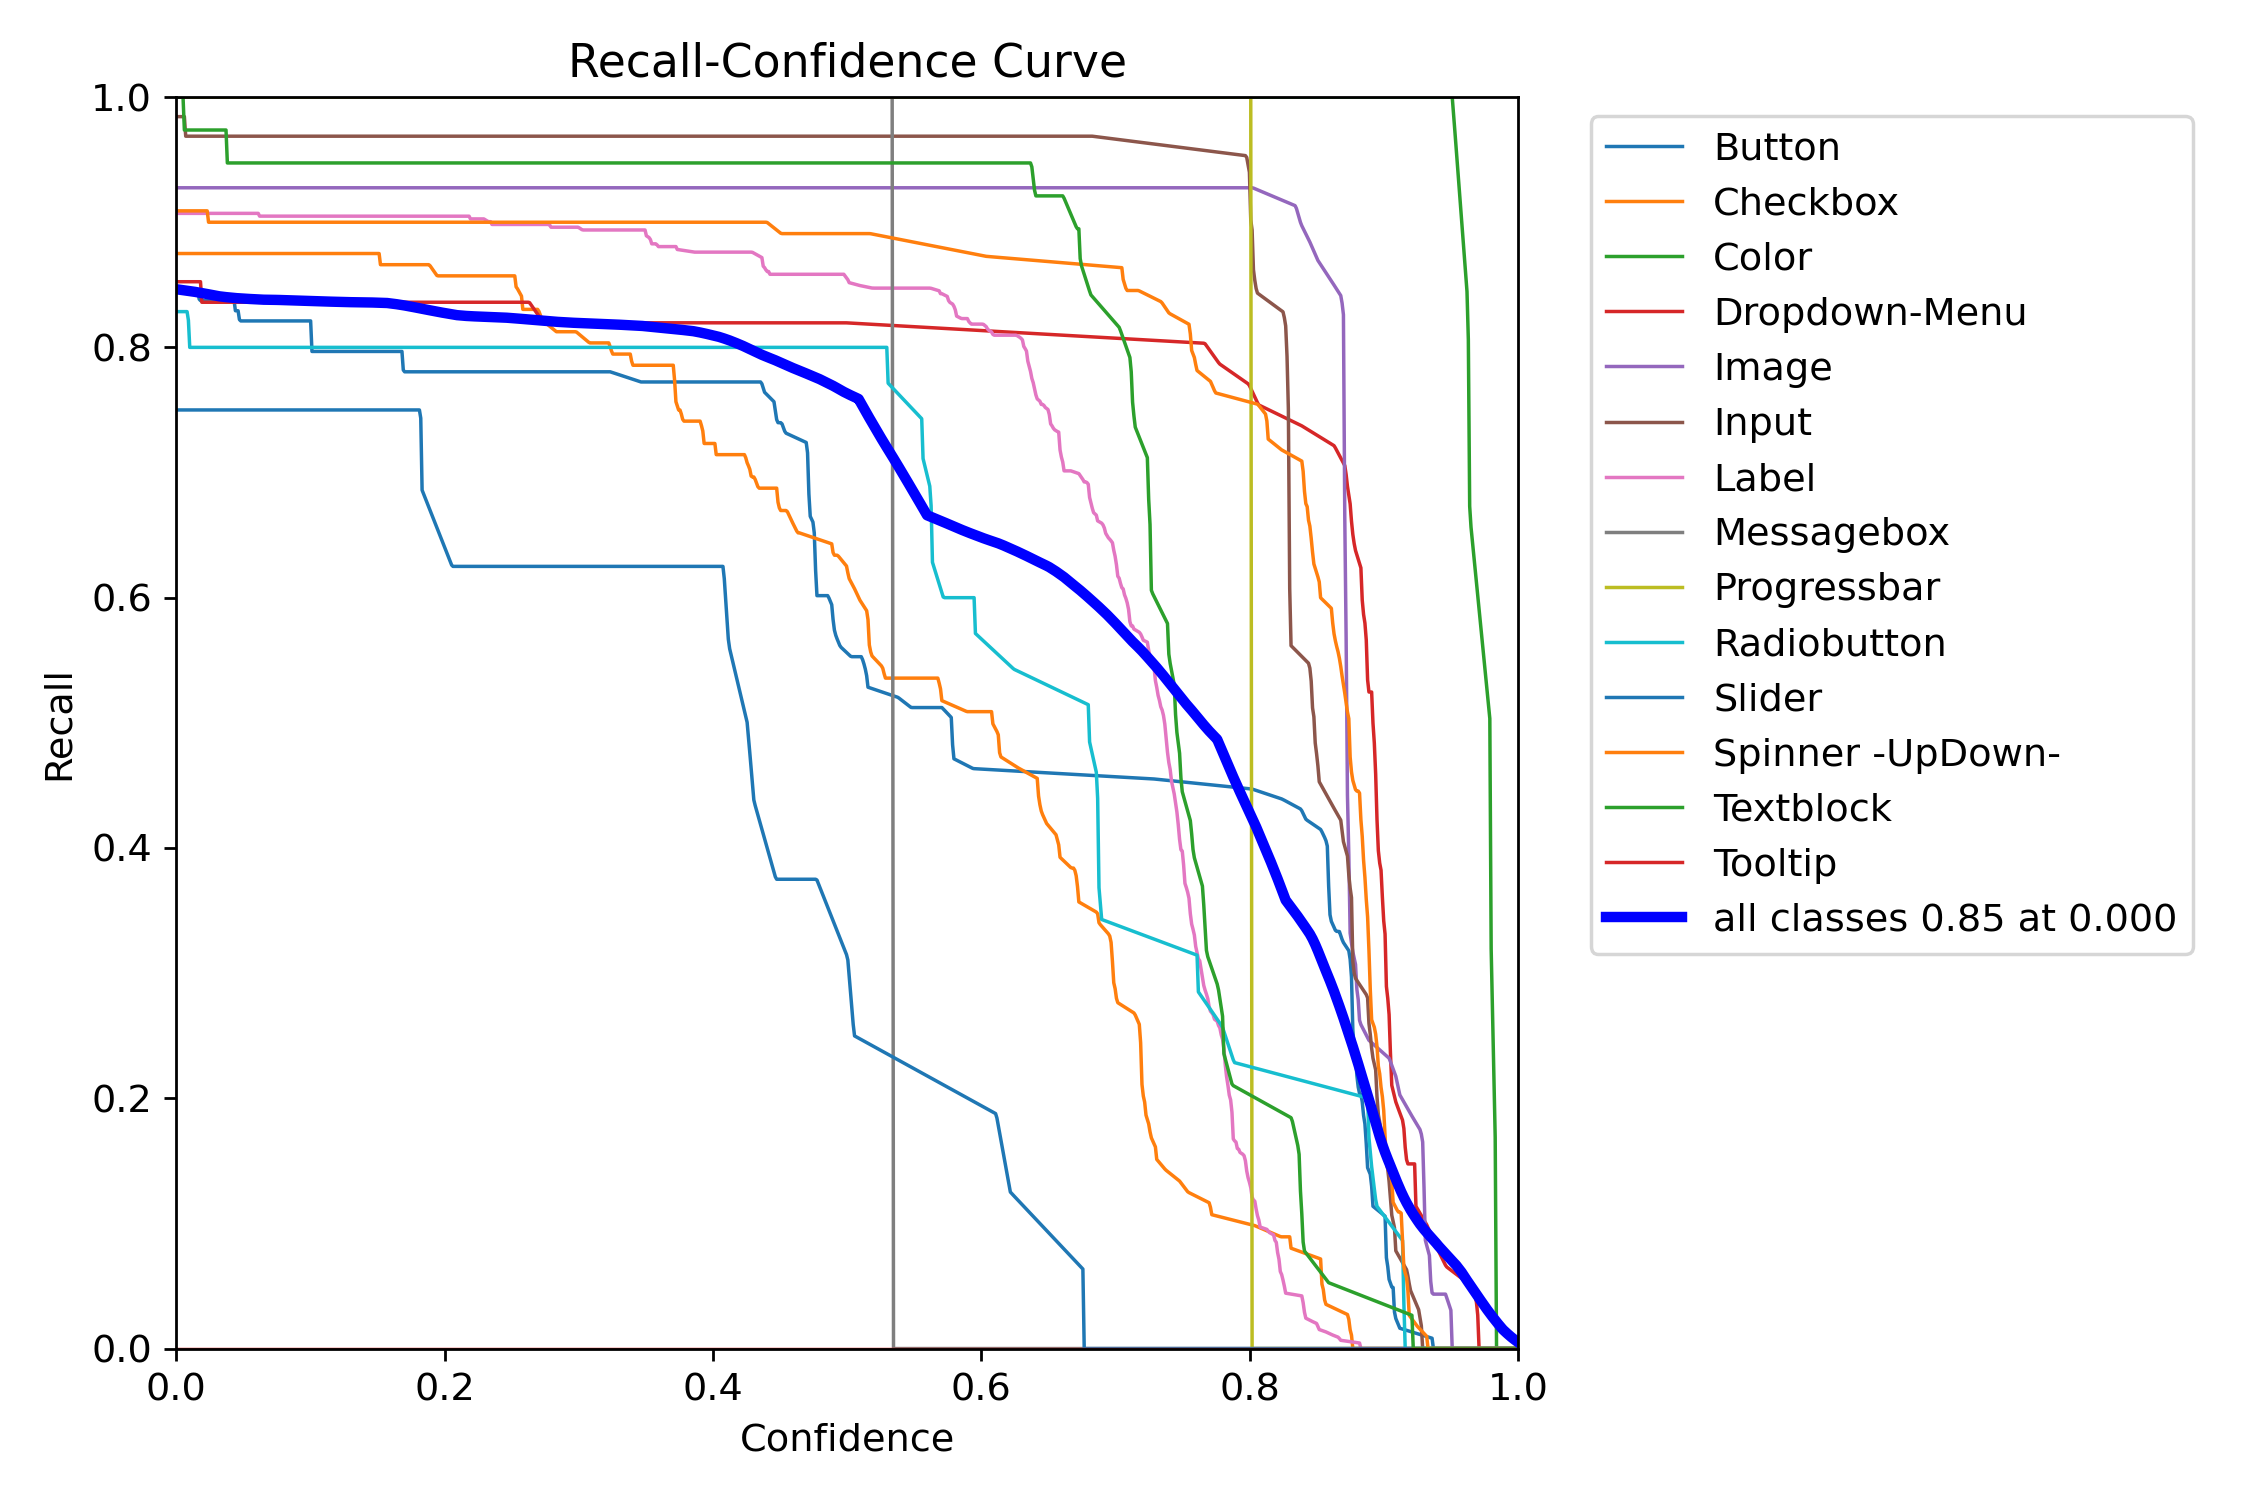 Recall-Confidence Curve
1.0
0.8
0.6
0.4
0.2
0.0
Recall
0.0 0.2 0.4 0.6 0.8 1.0
Confidence
Button
Checkbox
Color
Dropdown-Menu
Image
Input
Label
Messagebox
Progressbar
Radiobutton
Slider
Spinner -UpDown-
Textblock
Tooltip
all classes 0.85 at 0.000